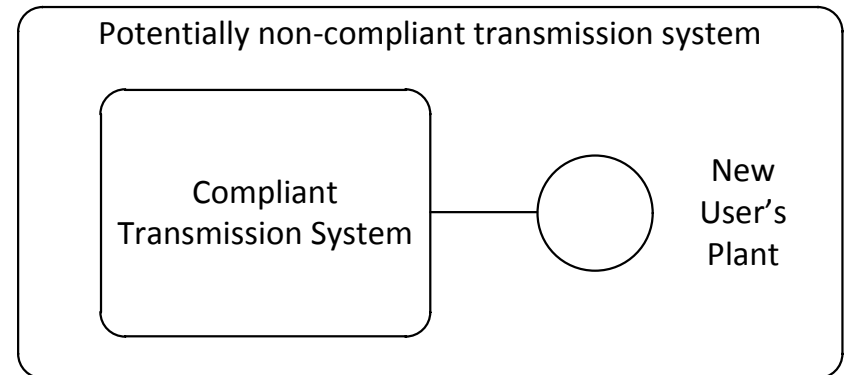 Potentially non-compliant transmission system
Compliant
Transmission System
New
User’s
Plant